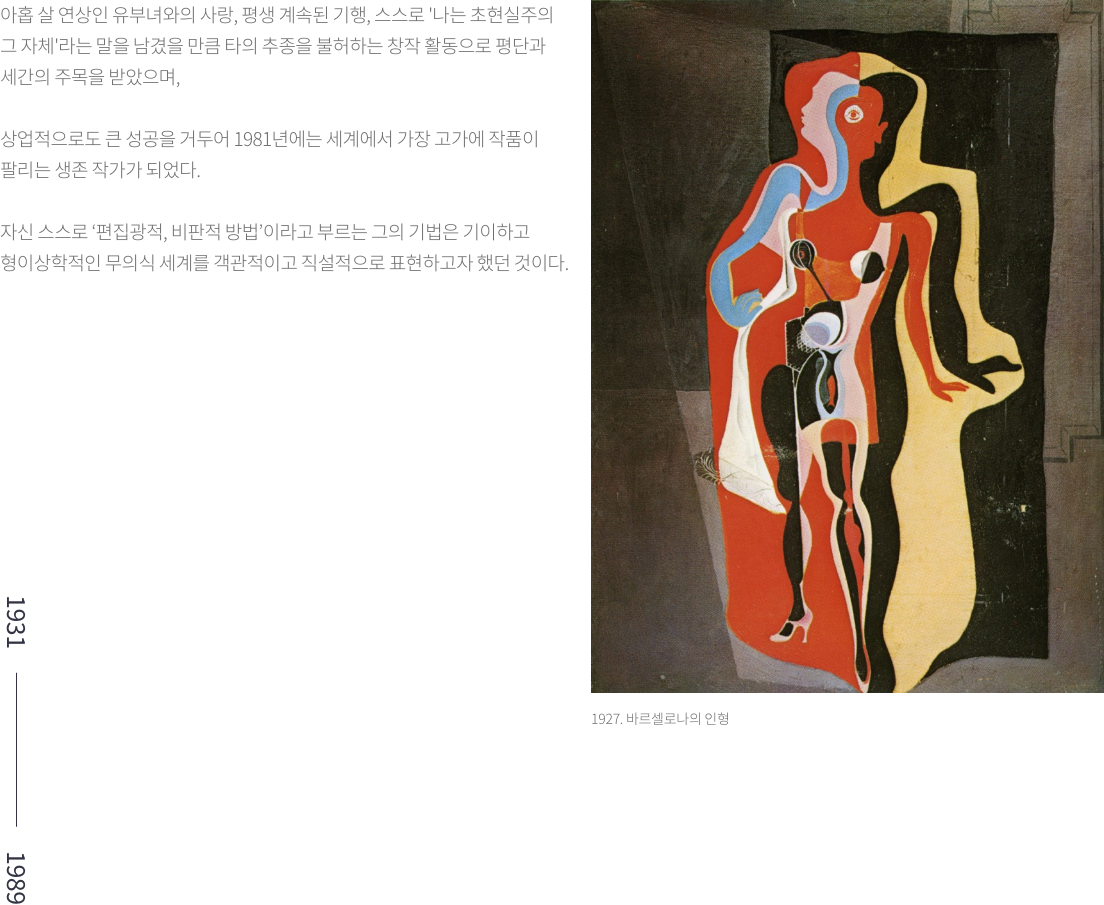 아홉 살 연상인 유부녀와의 사랑, 평생 계속된 기행, 스스로 '나는 초현실주의
그 자체'라는 말을 남겼을 만큼 타의 추종을 불허하는 창작 활동으로 평단과
세간의 주목을 받았으며,
상업적으로도 큰 성공을 거두어 1981년에는 세계에서 가장 고가에 작품이
팔리는 생존 작가가 되었다.
자신 스스로 ‘편집광적, 비판적 방법’이라고 부르는 그의 기법은 기이하고
형이상학적인 무의식 세계를 객관적이고 직설적으로 표현하고자 했던 것이다.
1931
1989
1927. 바르셀로나의 인형